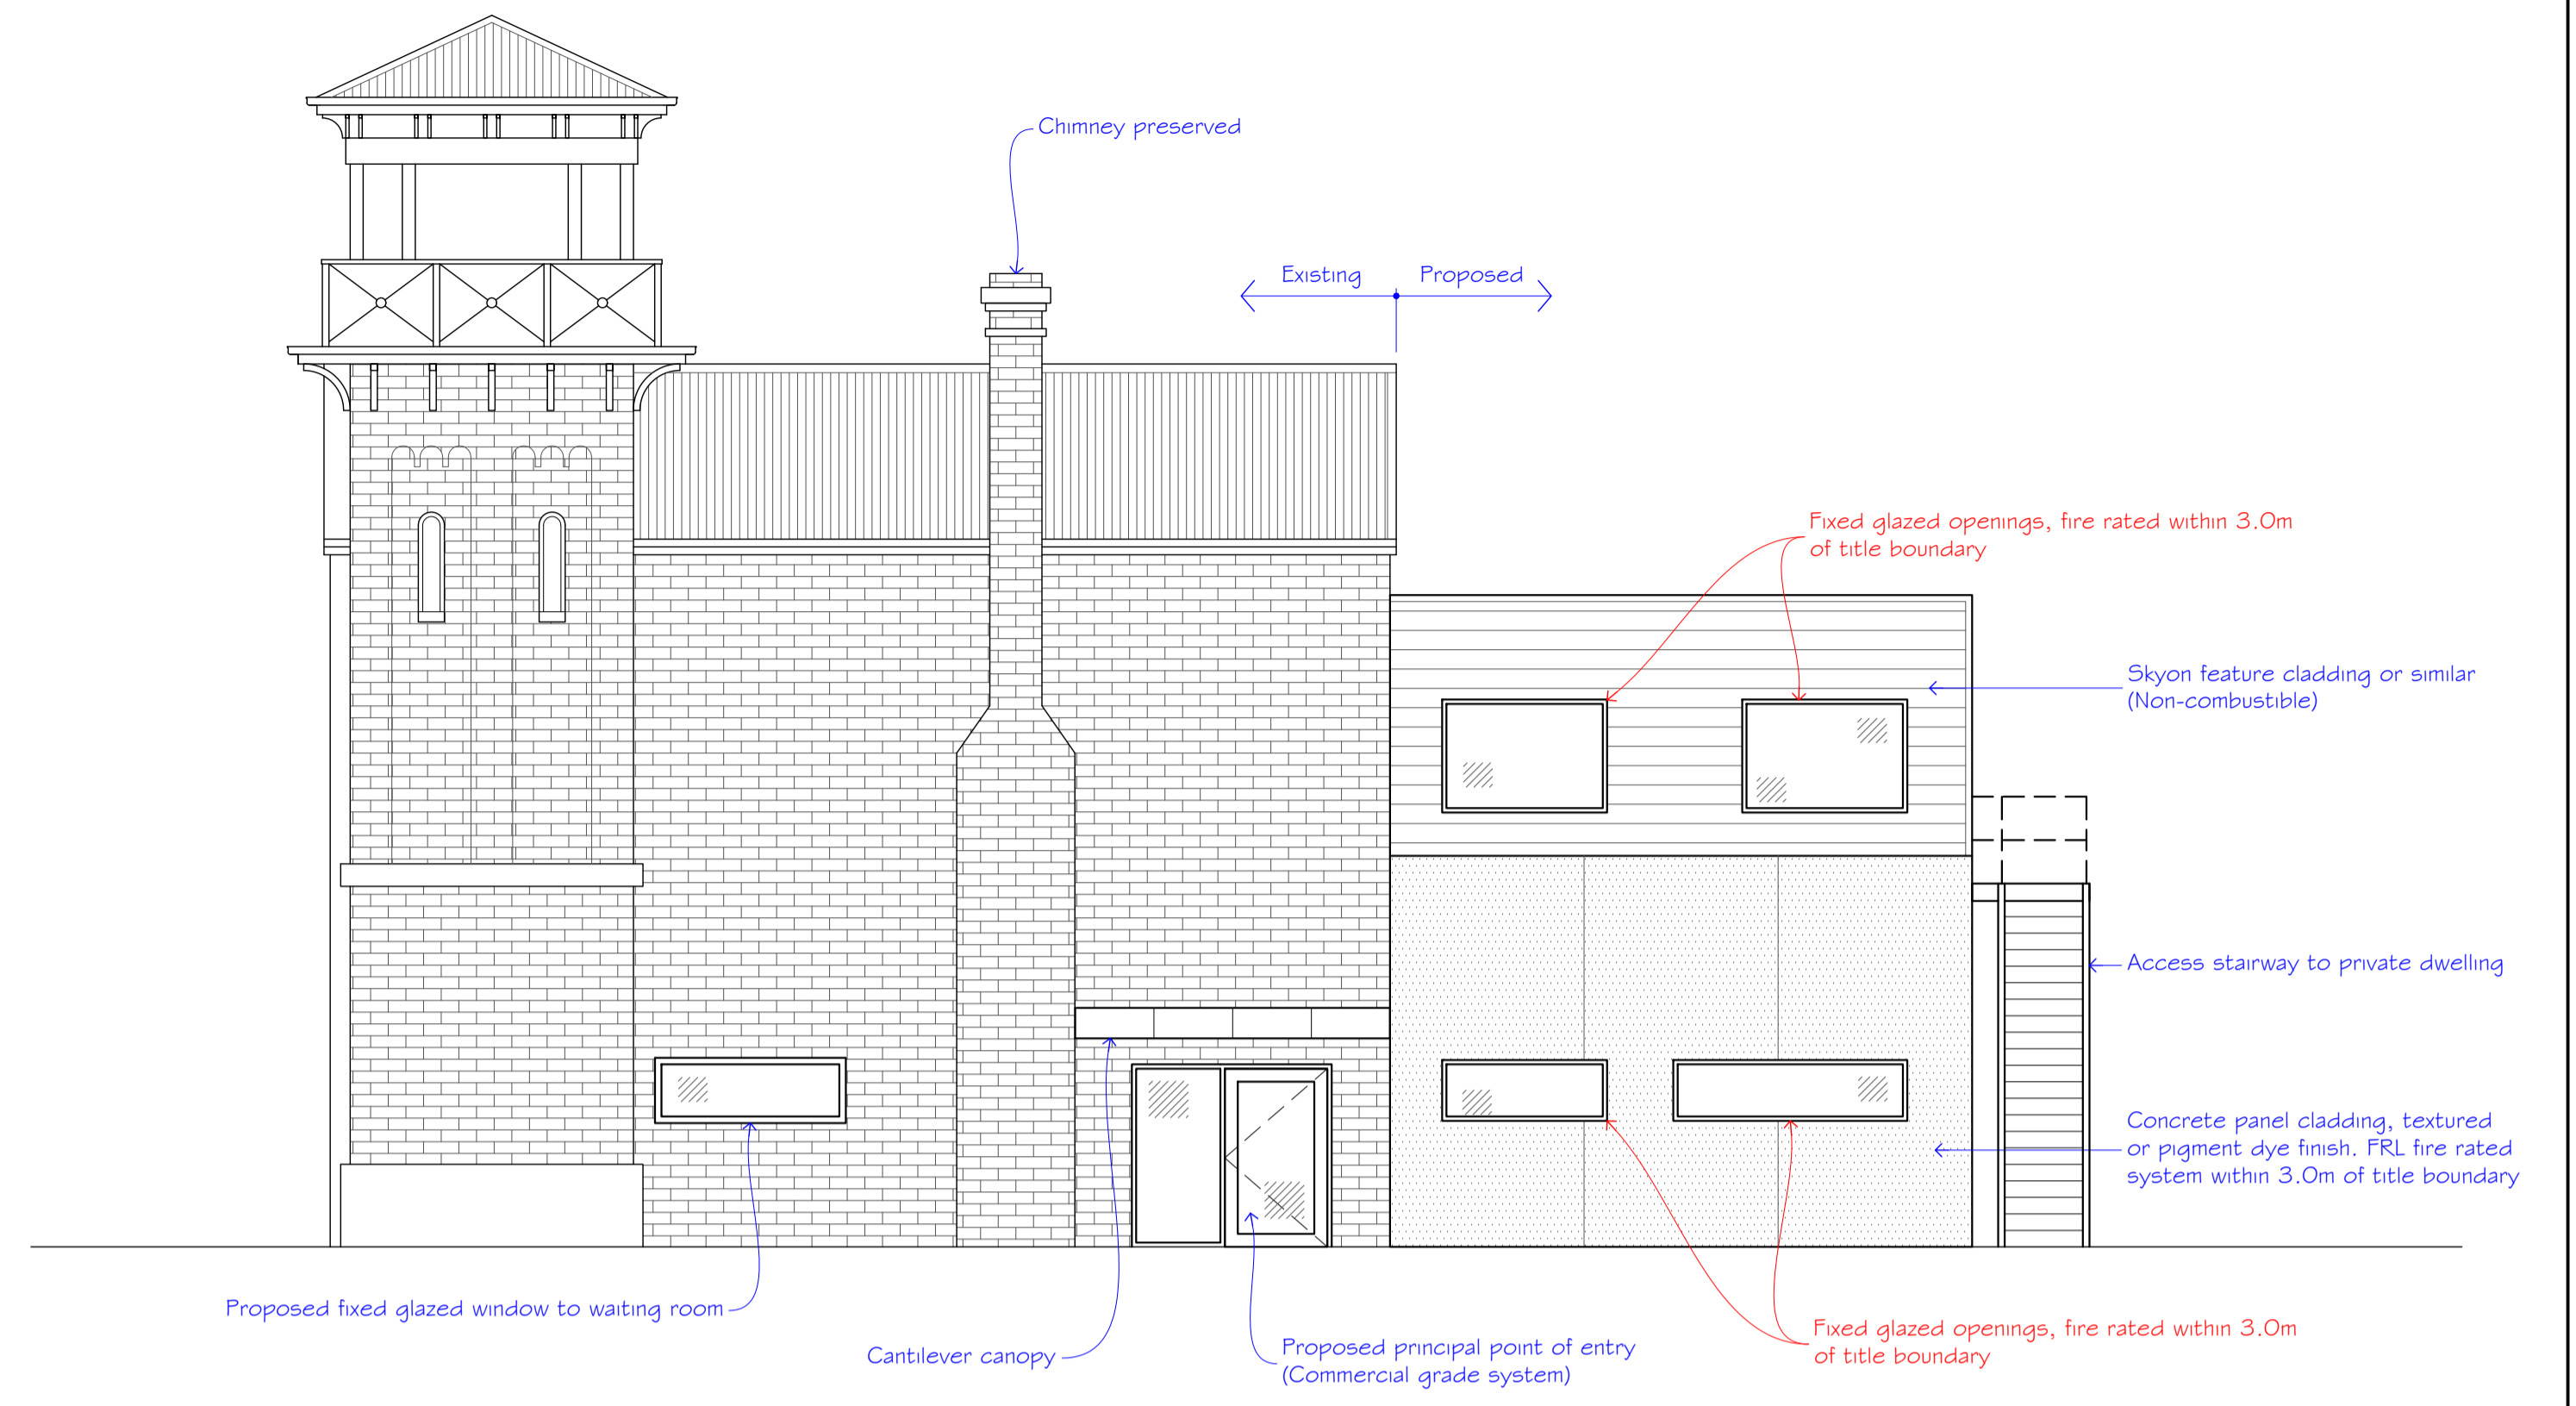 Chimney preserved
Existing
Proposed
Fixed glazed openings, fire rated within 3.0m
of title boundary
Skyon feature cladding or similar
(Non-combustible)
Access stairway to private dwelling
Concrete panel cladding, textured
or pigment dye finish. FRL fire rated
system within 3.0m of title boundary
Proposed fixed glazed window to waiting room
Cantilever canopy
Proposed principal point of entry
(Commercial grade system)
Fixed glazed openings, fire rated within 3.0m
of title boundary